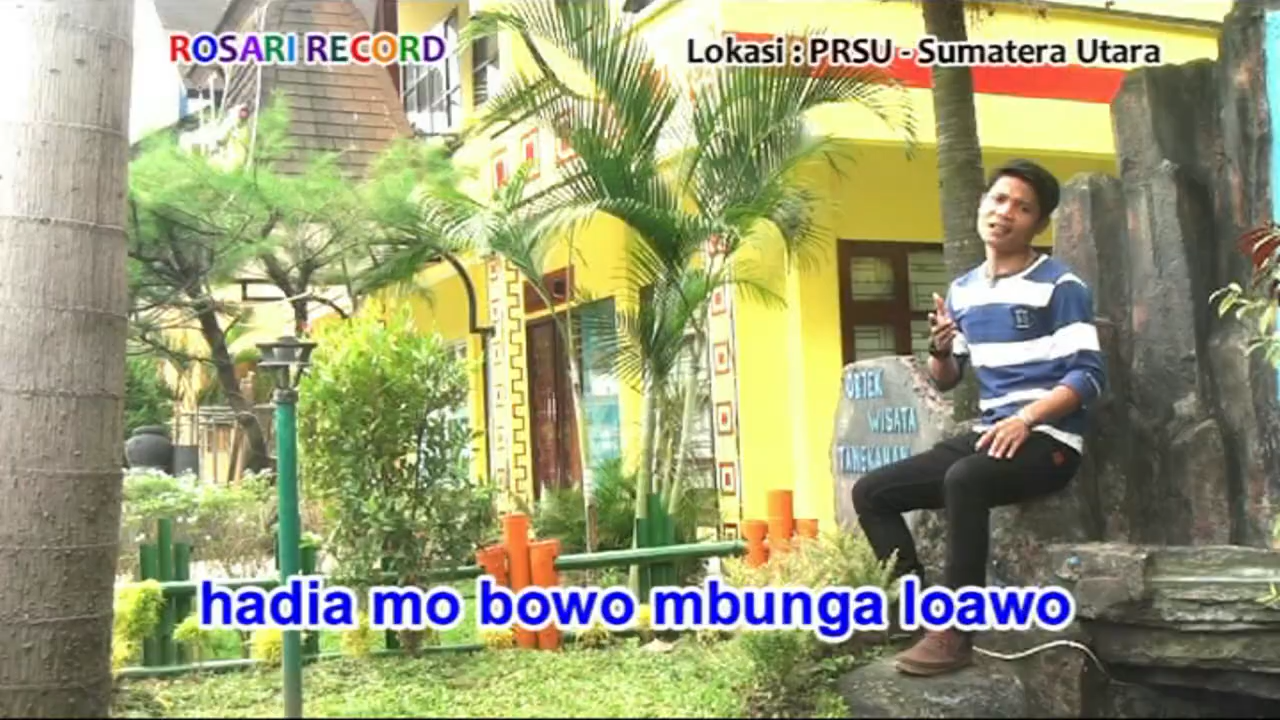 ROSARI RECORD
Lokasi : PRSU - Sumatera Utara
OBJEK
WISATA
TANGKAHAN
hadia mo bowo mbunga loawo